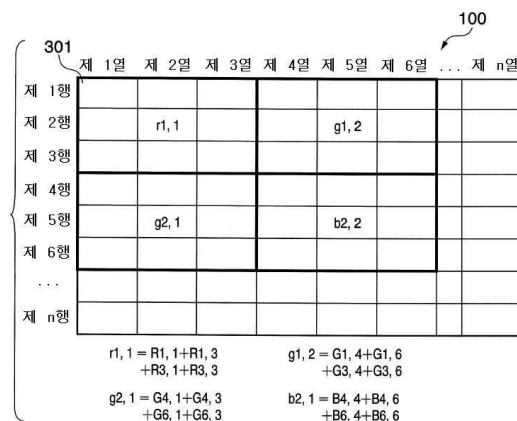 100
301
제 1열 제 2열 제 3열 제 4열 제 5열 제 6열 ... 제 n열
제 1행
제 2행 r1, 1 g1, 2
제 3행
제 4행
제 5행 g2, 1 b2, 2
제 6행
...
제 n행
r1, 1 = R1, 1+R1, 3 g1, 2 = G1, 4+G1, 6
+R3, 1+R3, 3 +G3, 4+G3, 6
g2, 1 = G4, 1+G4, 3 b2, 1 = B4, 4+B4, 6
+G6, 1+G6, 3 +B6, 4+B6, 6